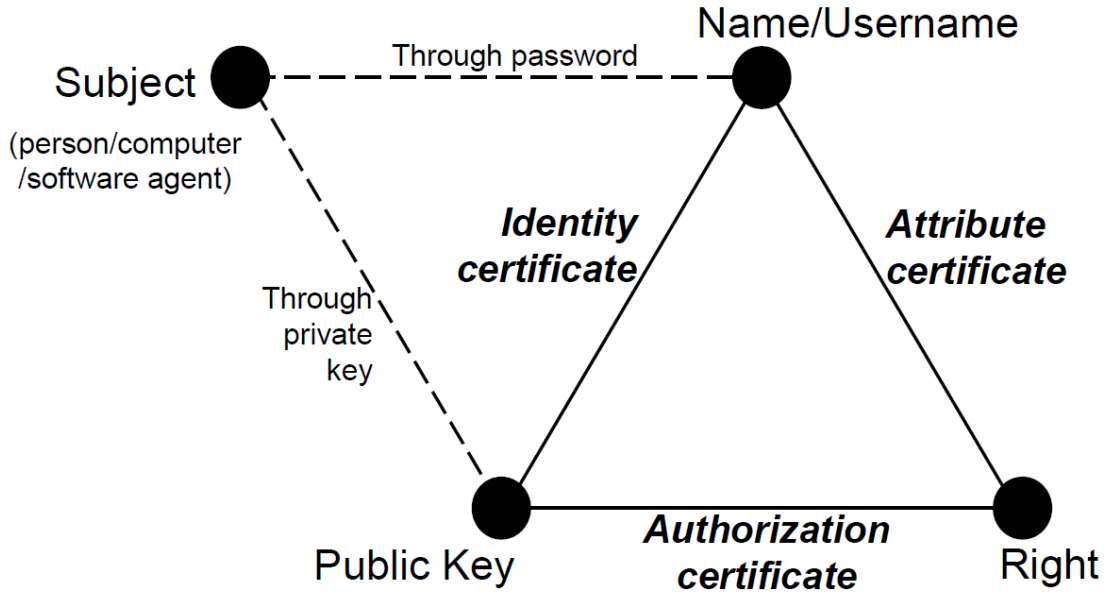 Name/Username
Through password
Subject
(person/computer
/software agent)
Identity
certificate
Attribute
certificate
Through
private
key
Authorization
certificate
Public Key
Right